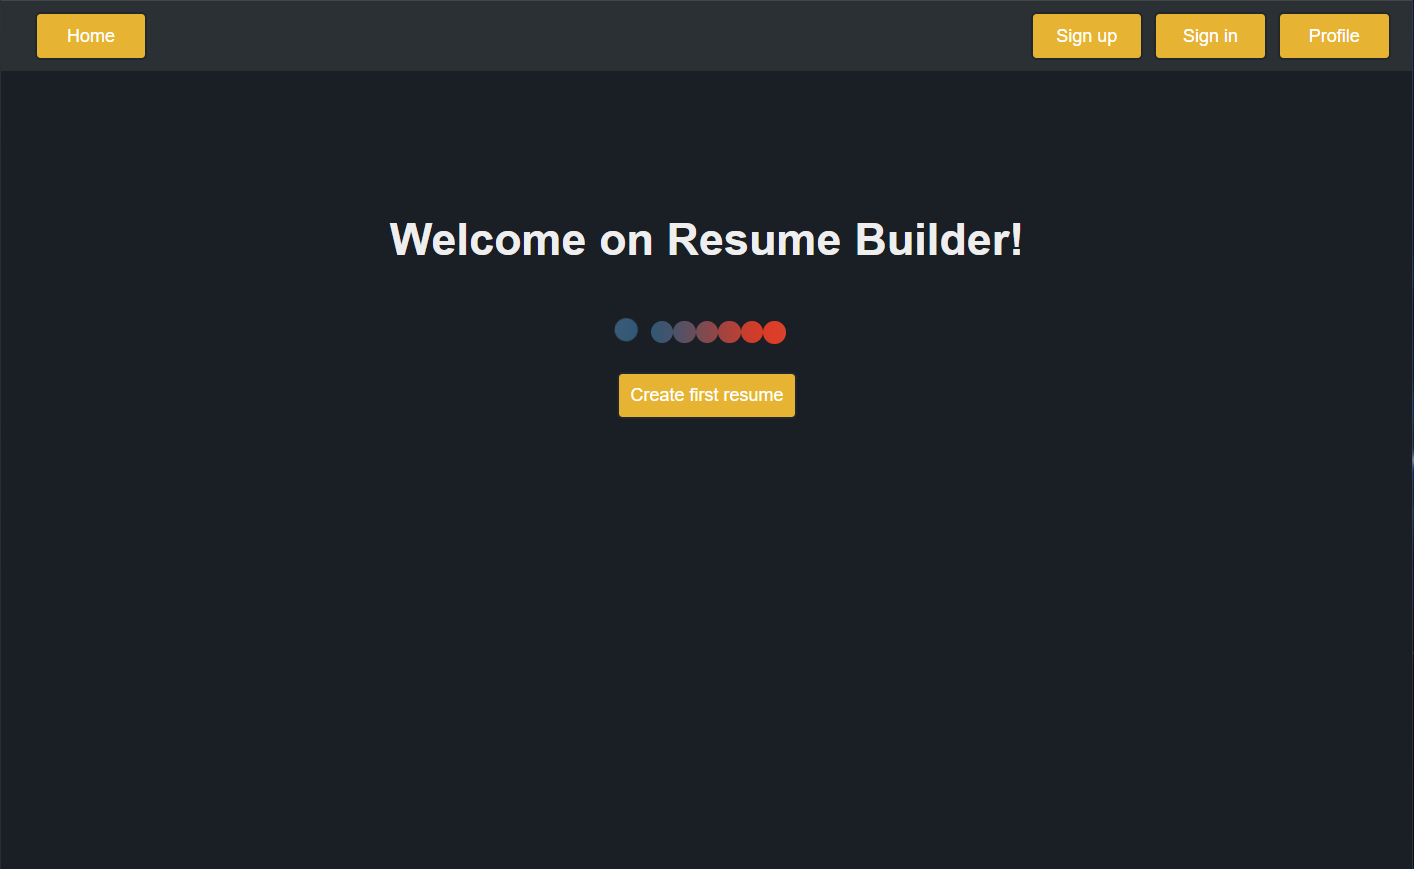 Home
Sign up
Sign in
Profile
Welcome on Resume Builder!
Create first resume